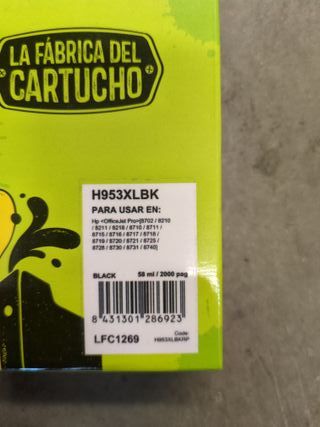 LA FÁBRICA DEL
CARTUCHO
H953XLBK
PARA USAR EN:
Hp <OfficeJet Pro>[8702 / 8210
/ 8211 / 8218 / 8710 / 8711 /
8715 / 8716 / 8717 / 8718 /
8719 / 8720 / 8721 / 8725 /
8728 / 8730 / 8731 / 8740]
BLACK 58 ml / 2000 pag
8 431301 286923
Code:
LFC1269 H953XLBKRP